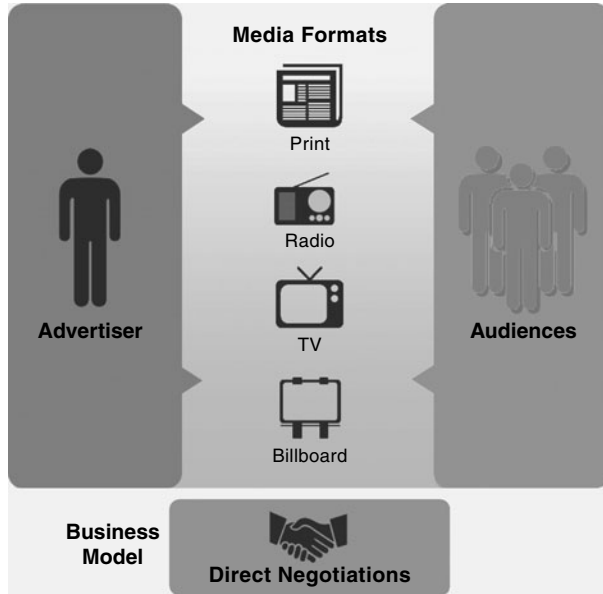 Media Formats
Print
Radio
Advertiser
Audiences
TV
Billboard
Business
Model
Direct Negotiations